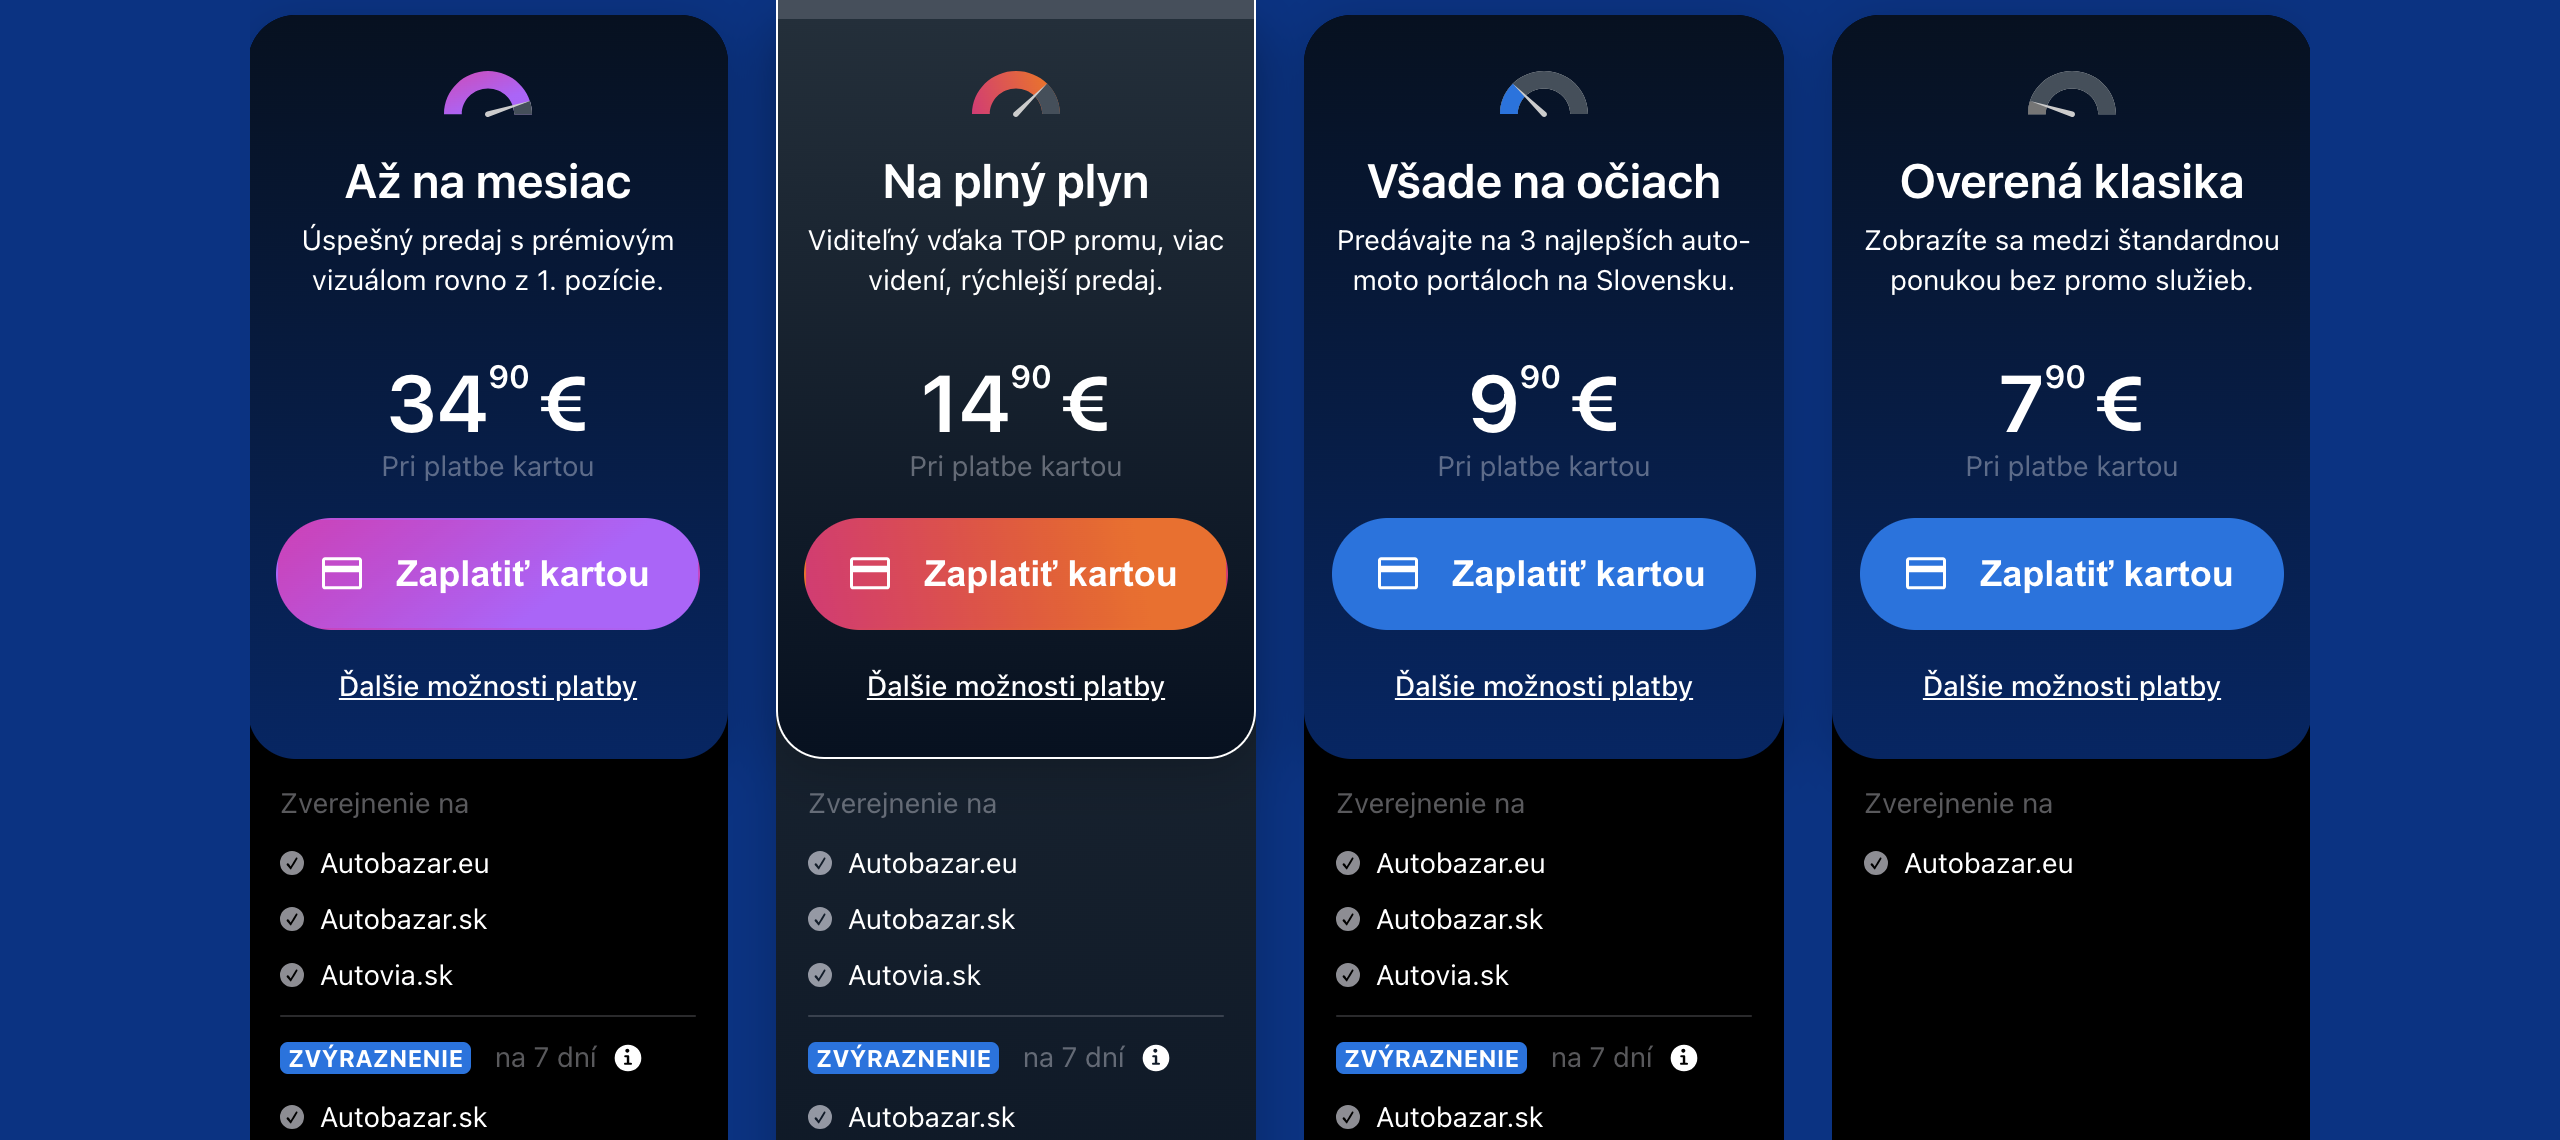 Až na mesiac
Úspešný predaj s prémiovým
vizuálom rovno z 1. pozície.
34 90 €
Pri platbe kartou
Zaplatiť kartou
Ďalšie možnosti platby
Zverejnenie na
Autobazar.eu
Autobazar.sk
Autovia.sk
ZVÝRAZNENIE na 7 dní
Autobazar.sk
Na plný plyn
Viditeľný vďaka TOP promu, viac
videní, rýchlejší predaj.
14 90 €
Pri platbe kartou
Zaplatiť kartou
Ďalšie možnosti platby
Zverejnenie na
Autobazar.eu
Autobazar.sk
Autovia.sk
ZVÝRAZNENIE na 7 dní
Autobazar.sk
Všade na očiach
Predávajte na 3 najlepších auto-
moto portáloch na Slovensku.
9 90 €
Pri platbe kartou
Zaplatiť kartou
Ďalšie možnosti platby
Zverejnenie na
Autobazar.eu
Autobazar.sk
Autovia.sk
ZVÝRAZNENIE na 7 dní
Autobazar.sk
Overená klasika
Zobrazíte sa medzi štandardnou
ponukou bez promo služieb.
7 90 €
Pri platbe kartou
Zaplatiť kartou
Ďalšie možnosti platby
Zverejnenie na
Autobazar.eu